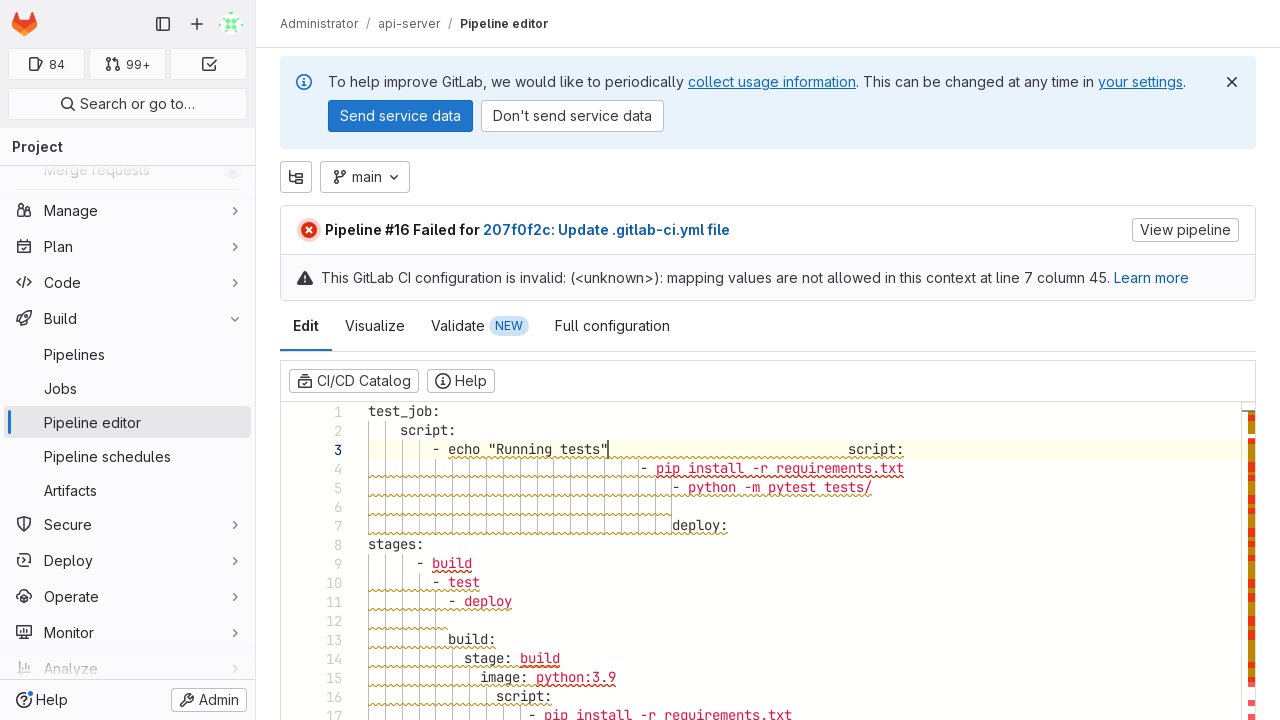 Administrator / api-server / Pipeline editor
84
99+
Search or go to…
Project
Merge requests
Manage
Plan
Code
Build
Pipelines
Jobs
Pipeline editor
Pipeline schedules
Artifacts
Secure
Deploy
Operate
Monitor
Analyze
Help
Admin
To help improve GitLab, we would like to periodically collect usage information. This can be changed at any time in your settings.
Send service data
Don't send service data
main
Pipeline #16 Failed for 207f0f2c: Update .gitlab-ci.yml file
View pipeline
This GitLab CI configuration is invalid: (<unknown>): mapping values are not allowed in this context at line 7 column 45. Learn more
Edit
Visualize
Validate NEW
Full configuration
CI/CD Catalog
Help
1 test_job:
2 script:
3 - echo "Running tests" script:
4 - pip install -r requirements.txt
5 - python -m pytest tests/
6
7 deploy:
8 stages:
9 - build
10 - test
11 - deploy
12
13 build:
14 stage: build
15 image: python:3.9
16 script:
17 - pip install -r requirements.txt